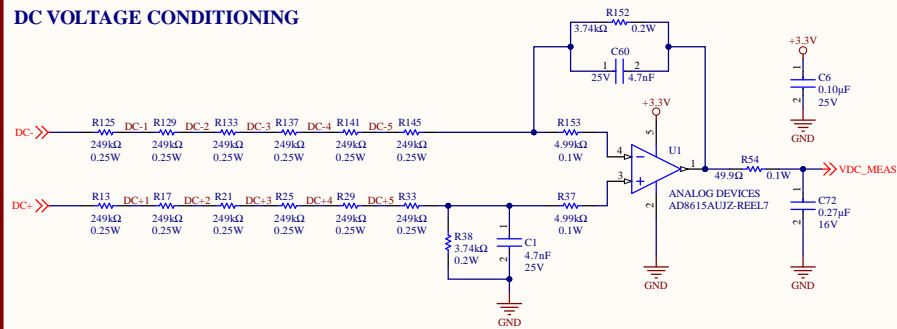 DC VOLTAGE CONDITIONING
R152
3.74kΩ 0.2W
C60
1 2
25V 4.7nF
+3.3V
1
C6
0.10µF
2
25V
GND
+3.3V
DC- R125 DC-1 R129 DC-2 R133 DC-3 R137 DC-4 R141 DC-5 R145 R153
249kΩ 249kΩ 249kΩ 249kΩ 249kΩ 249kΩ 4.99kΩ
0.25W 0.25W 0.25W 0.25W 0.25W 0.25W 0.1W
5
U1
4
3
1
2
R54
49.9Ω 0.1W
VDC_MEAS
ANALOG DEVICES
AD8615AUJZ-REEL7
DC+ R13 DC+1 R17 DC+2 R21 DC+3 R25 DC+4 R29 DC+5 R33 R37
249kΩ 249kΩ 249kΩ 249kΩ 249kΩ 249kΩ 4.99kΩ
0.25W 0.25W 0.25W 0.25W 0.25W 0.25W 0.1W
R38
3.74kΩ
0.2W
1
C1
4.7nF
2
25V
GND
GND
1
C72
0.27µF
2
16V
GND